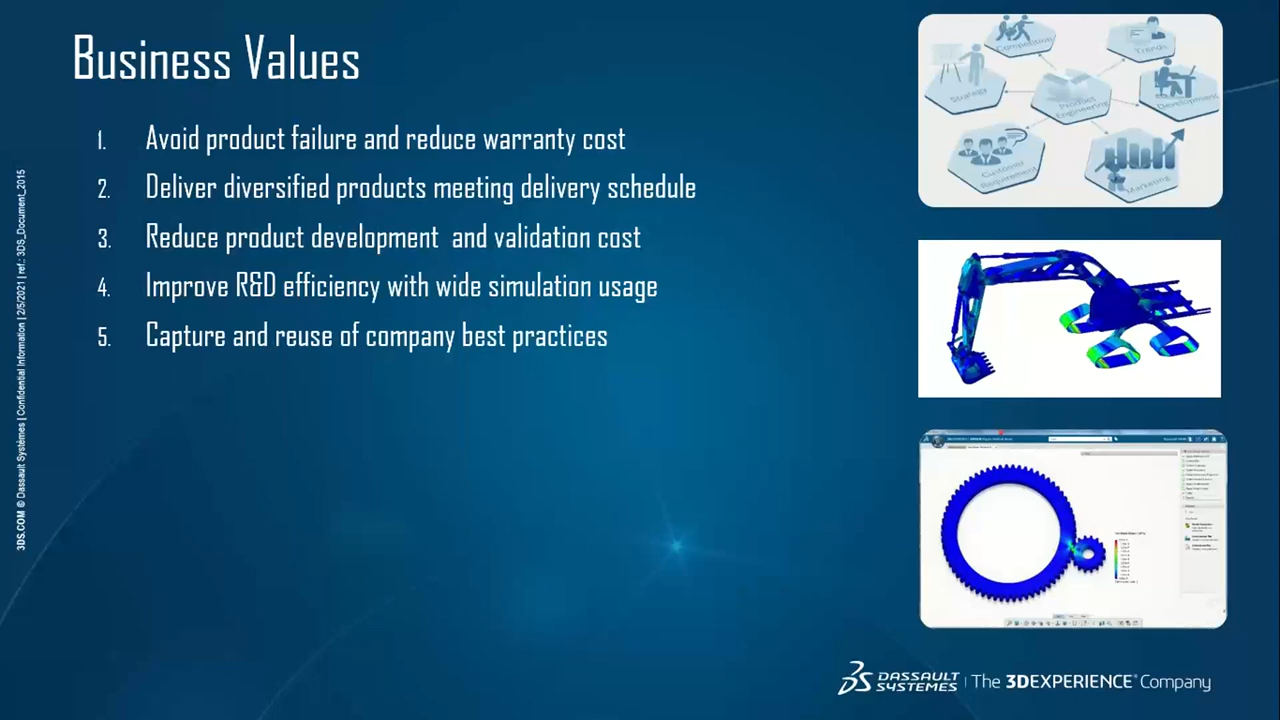 Business Values
1. Avoid product failure and reduce warranty cost
2. Deliver diversified products meeting delivery schedule
3. Reduce product development and validation cost
4. Improve R&D efficiency with wide simulation usage
5. Capture and reuse of company best practices
3DS.COM © Dassault Systèmes | Confidential Information | 2/5/2021 | ref.: 3DS_Document_2015
Competition
Trends
Strategy
Product
Engineering
Development
Customer
Requirement
Marketing
DASSAULT
SYSTEMES | The 3DEXPERIENCE® Company